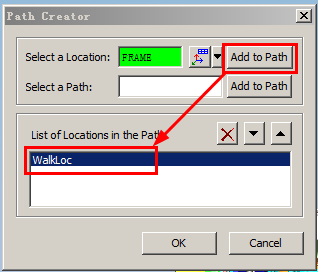 Path Creator
Select a Location: FRAME Add to Path
Select a Path: Add to Path
List of Locations in the Path
WalkLoc
OK Cancel